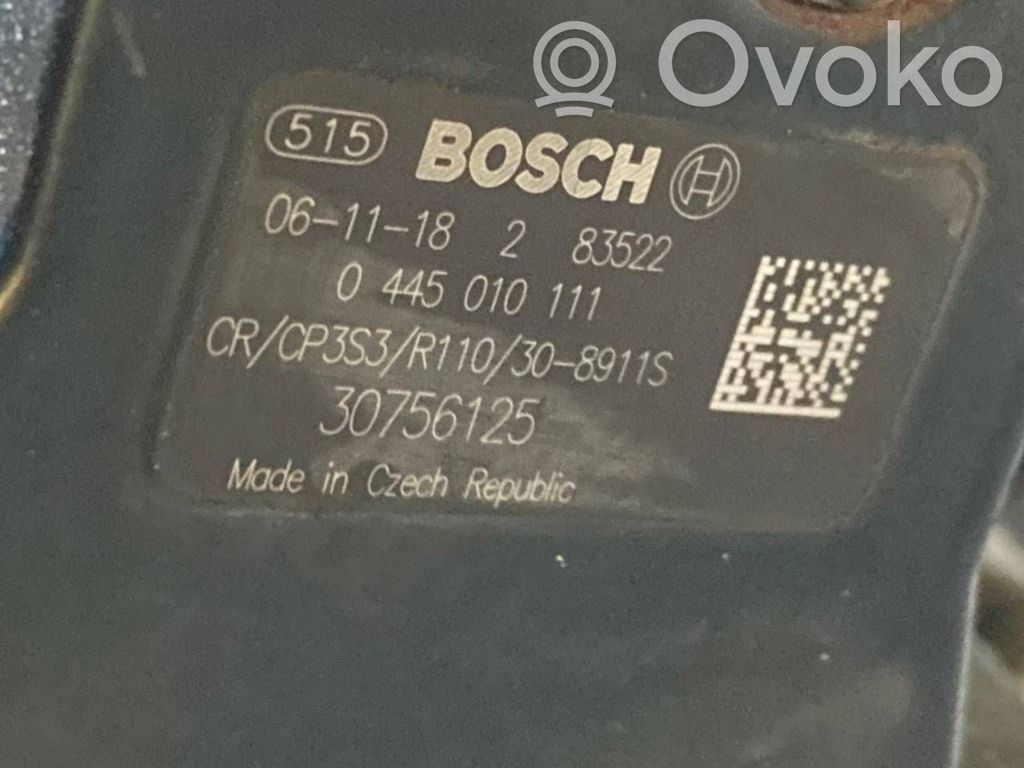 Ovoko
515 BOSCH
06-11-18 2 83522
0 445 010 111
CR/CP3S3/R110/30-8911S
30756125
Made in Czech Republic